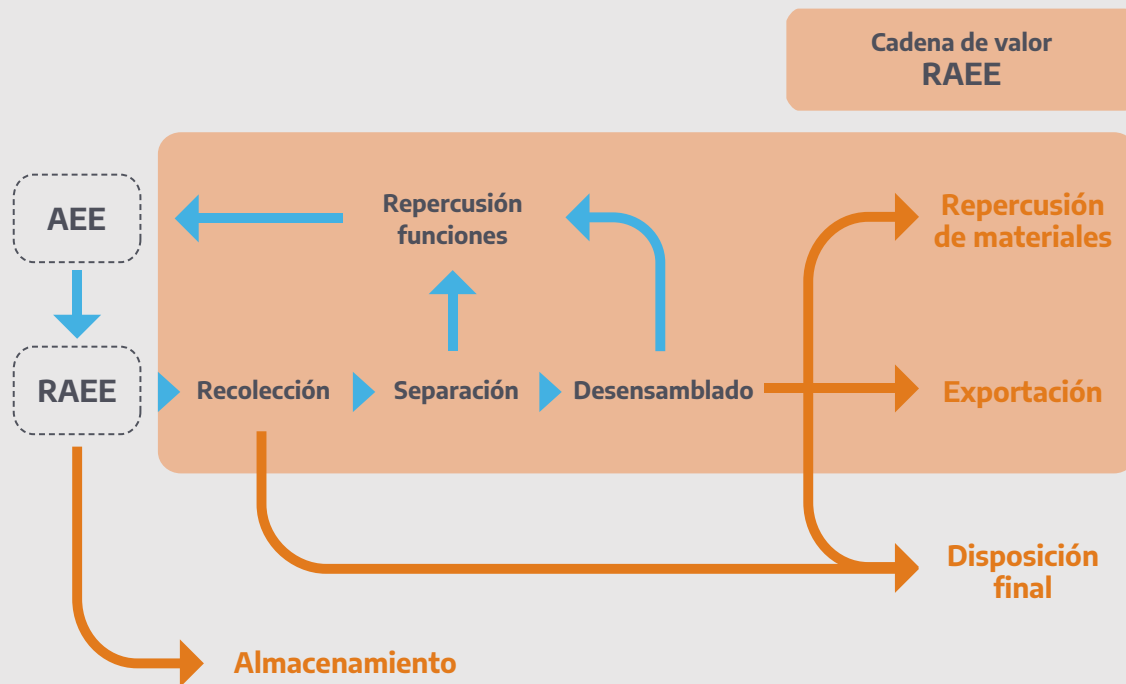 Cadena de valor
RAEE
AEE
Repercusión
funciones
Repercusión
de materiales
RAEE
Recolección
Separación
Desensamblado
Exportación
Disposición
final
Almacenamiento